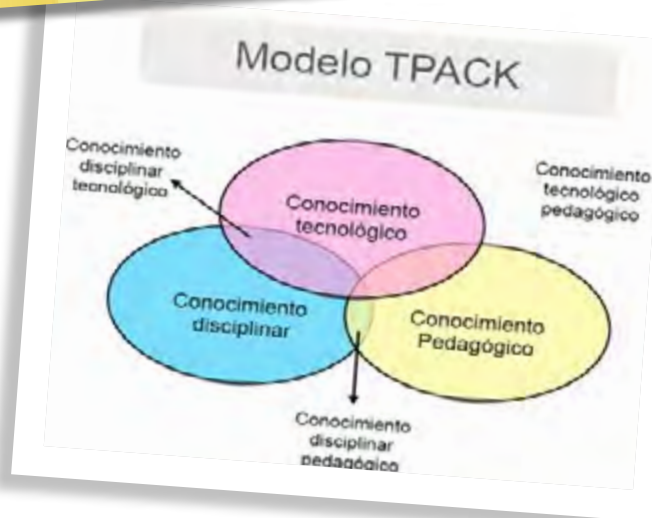 Modelo TPACK
Conocimiento
disciplinar
tecnológico
Conocimiento
tecnológico
pedagógico
Conocimiento
tecnológico
Conocimiento
disciplinar
Conocimiento
Pedagógico
Conocimiento
disciplinar
pedagógico